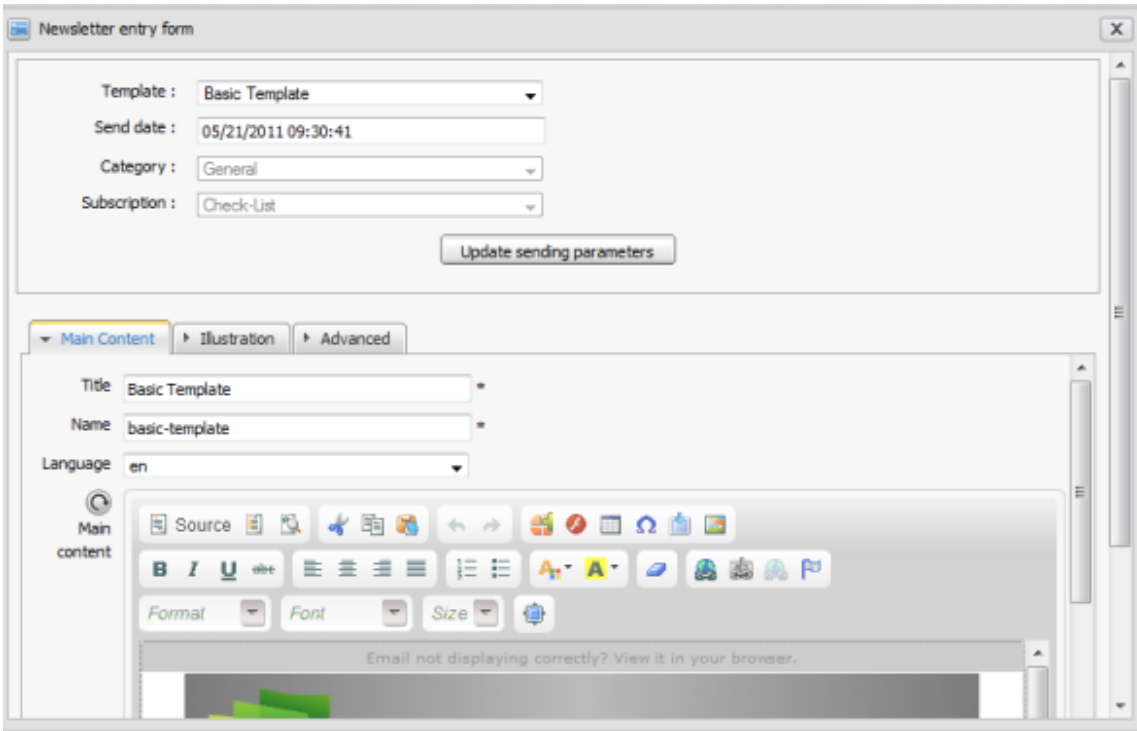 Newsletter entry form
X
Template : Basic Template
Send date : 05/21/2011 09:30:41
Category : General
Subscription : Check-List
Update sending parameters
Main Content Illustration Advanced
Title Basic Template *
Name basic-template *
Language en
Main
content
Source
B I U abc
Format Font Size
Email not displaying correctly? View it in your browser.